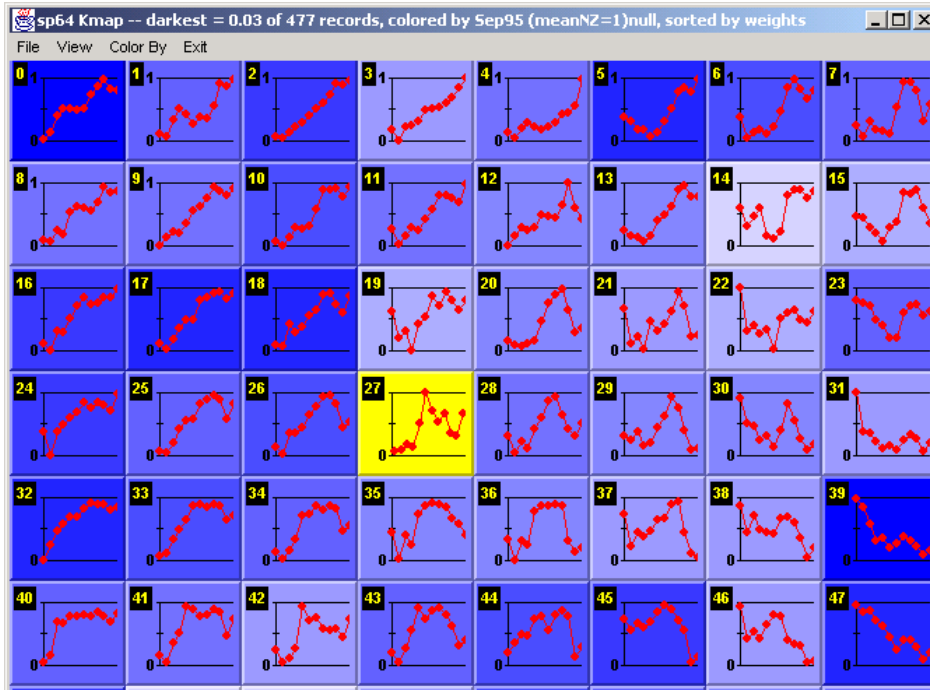 sp64 Kmap -- darkest = 0.03 of 477 records, colored by Sep95 (meanNZ=1)null, sorted by weights
File View Color By Exit
0 1 1 1 2 1 3 1 4 1 5 1 6 1 7 1
0 0 0 0 0 0 0 0
8 1 9 1 10 11 12 13 14 15
0 0 0 0 0 0 0 0
16 17 18 19 20 21 22 23
0 0 0 0 0 0 0 0
24 25 26 27 28 29 30 31
0 0 0 0 0 0 0 0
32 33 34 35 36 37 38 39
0 0 0 0 0 0 0 0
40 41 42 43 44 45 46 47
0 0 0 0 0 0 0 0